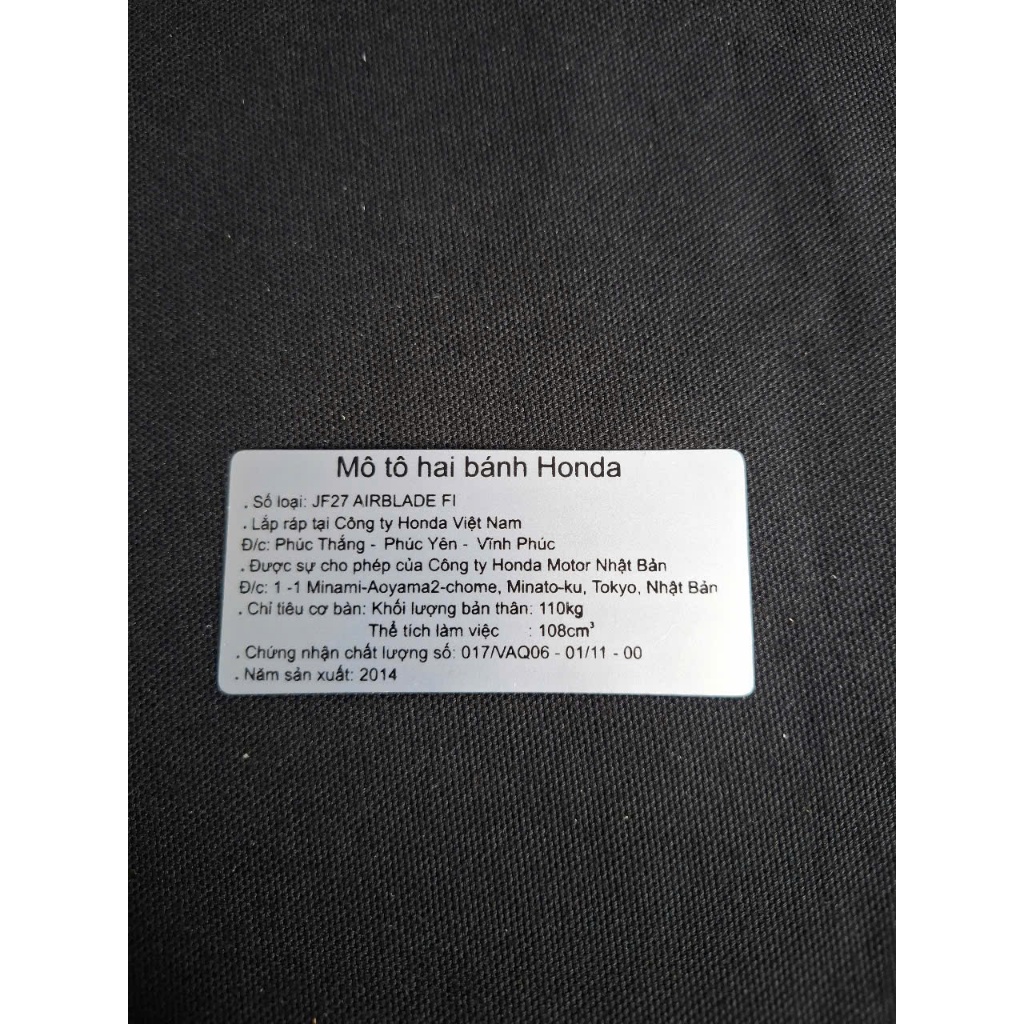 Mô tô hai bánh Honda
. Số loại: JF27 AIRBLADE FI
. Lắp ráp tại Công ty Honda Việt Nam
Đ/c: Phúc Thắng - Phúc Yên - Vĩnh Phúc
. Được sự cho phép của Công ty Honda Motor Nhật Bản
Đ/c: 1 -1 Minami-Aoyama2-chome, Minato-ku, Tokyo, Nhật Bản
. Chỉ tiêu cơ bản: Khối lượng bản thân: 110kg
Thể tích làm việc : 108cm³
. Chứng nhận chất lượng số: 017/VAQ06 - 01/11 - 00
. Năm sản xuất: 2014